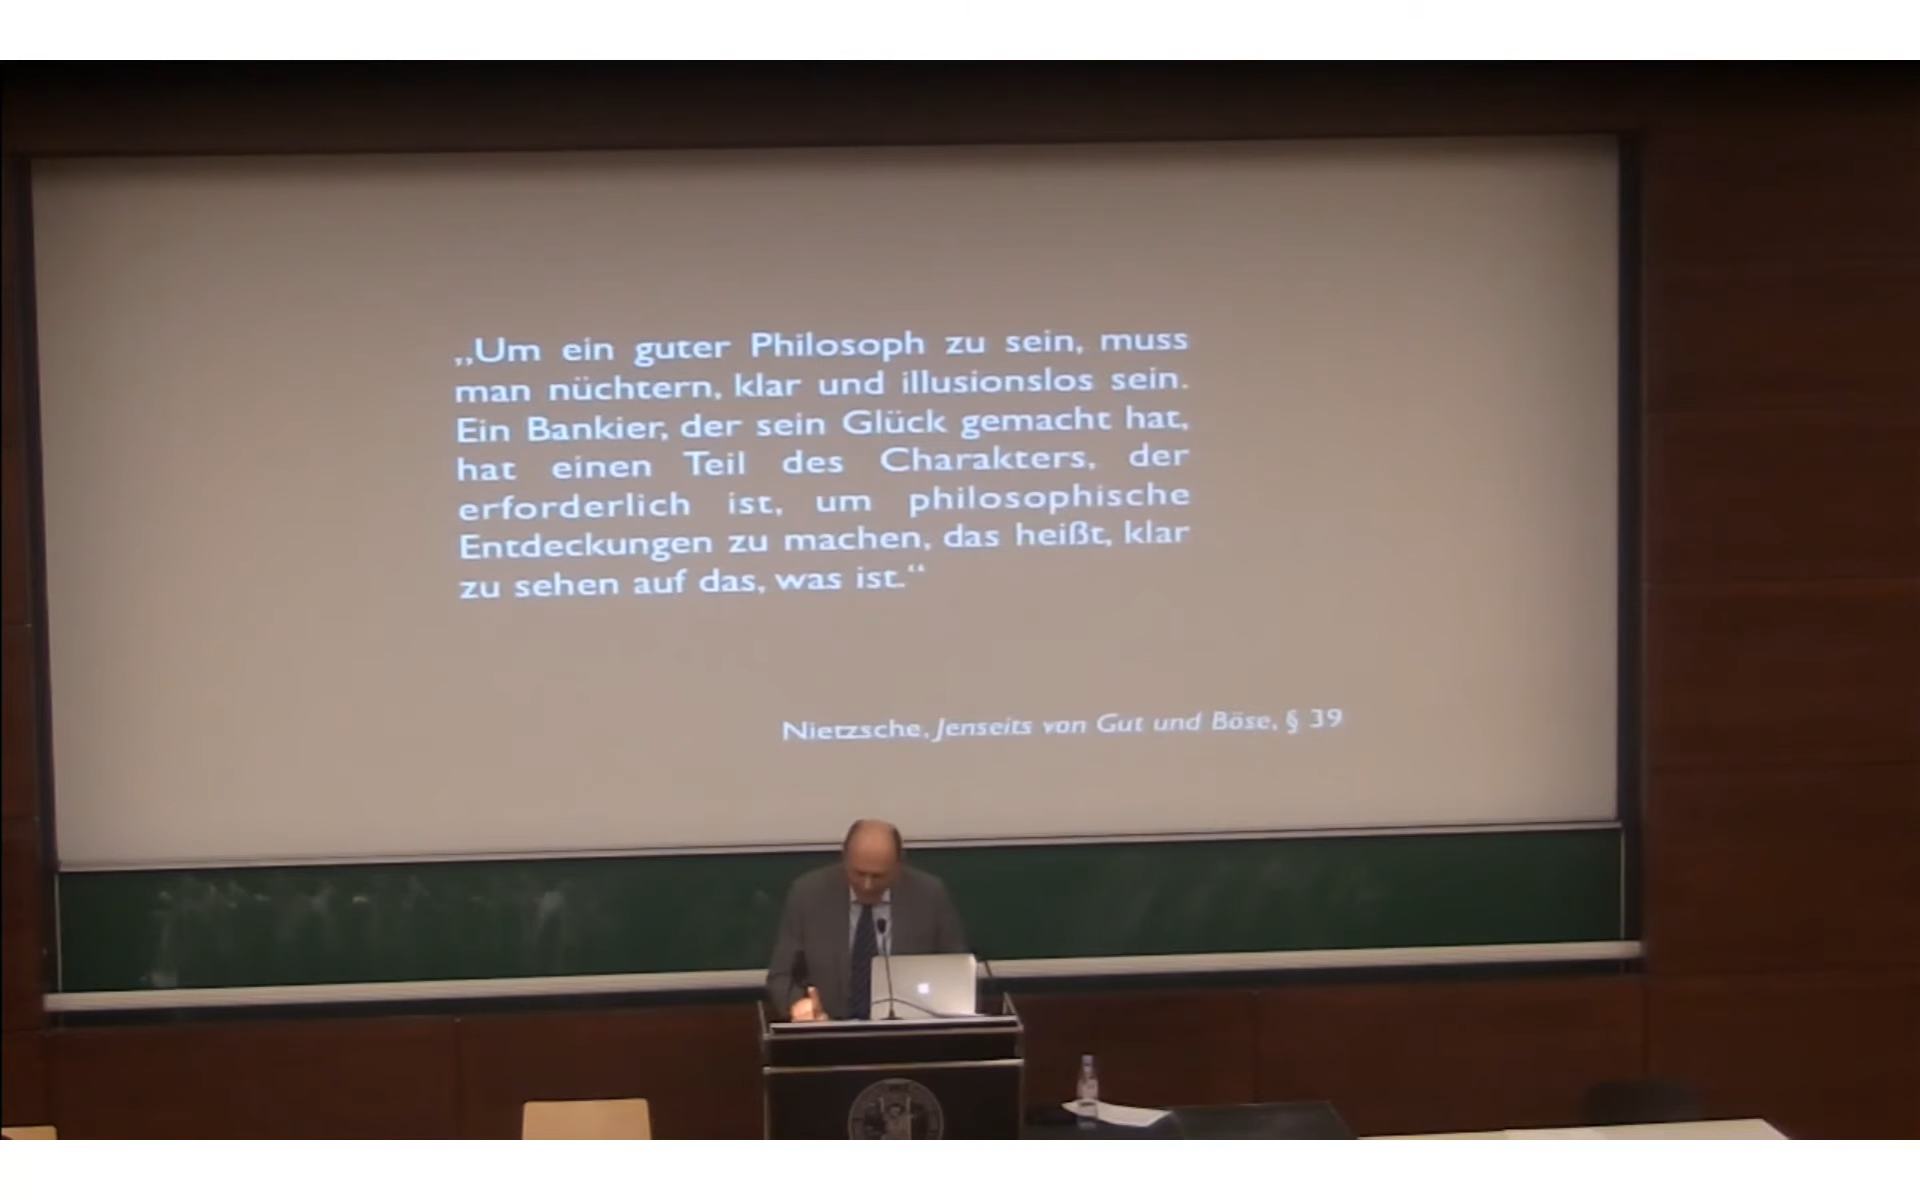 „Um ein guter Philosoph zu sein, muss
man nüchtern, klar und illusionslos sein.
Ein Bankier, der sein Glück gemacht hat,
hat einen Teil des Charakters, der
erforderlich ist, um philosophische
Entdeckungen zu machen, das heißt, klar
zu sehen auf das, was ist.“
Nietzsche, Jenseits von Gut und Böse, § 39